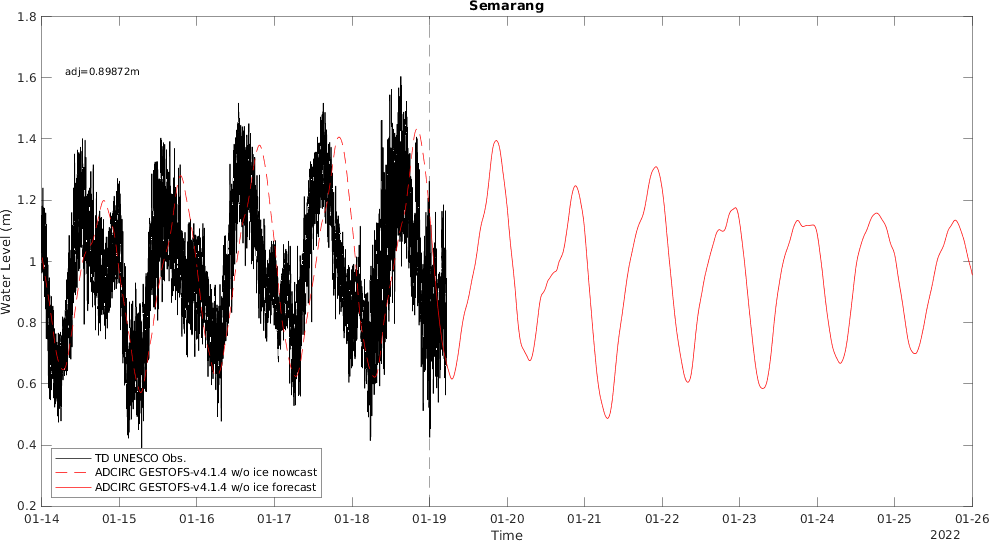 Semarang
1.8
1.6
1.4
1.2
1
0.8
0.6
0.4
0.2
Water Level (m)
adj=0.89872m
TD UNESCO Obs.
ADCIRC GESTOFS-v4.1.4 w/o ice nowcast
ADCIRC GESTOFS-v4.1.4 w/o ice forecast
01-14 01-15 01-16 01-17 01-18 01-19 01-20 01-21 01-22 01-23 01-24 01-25 01-26
Time
2022